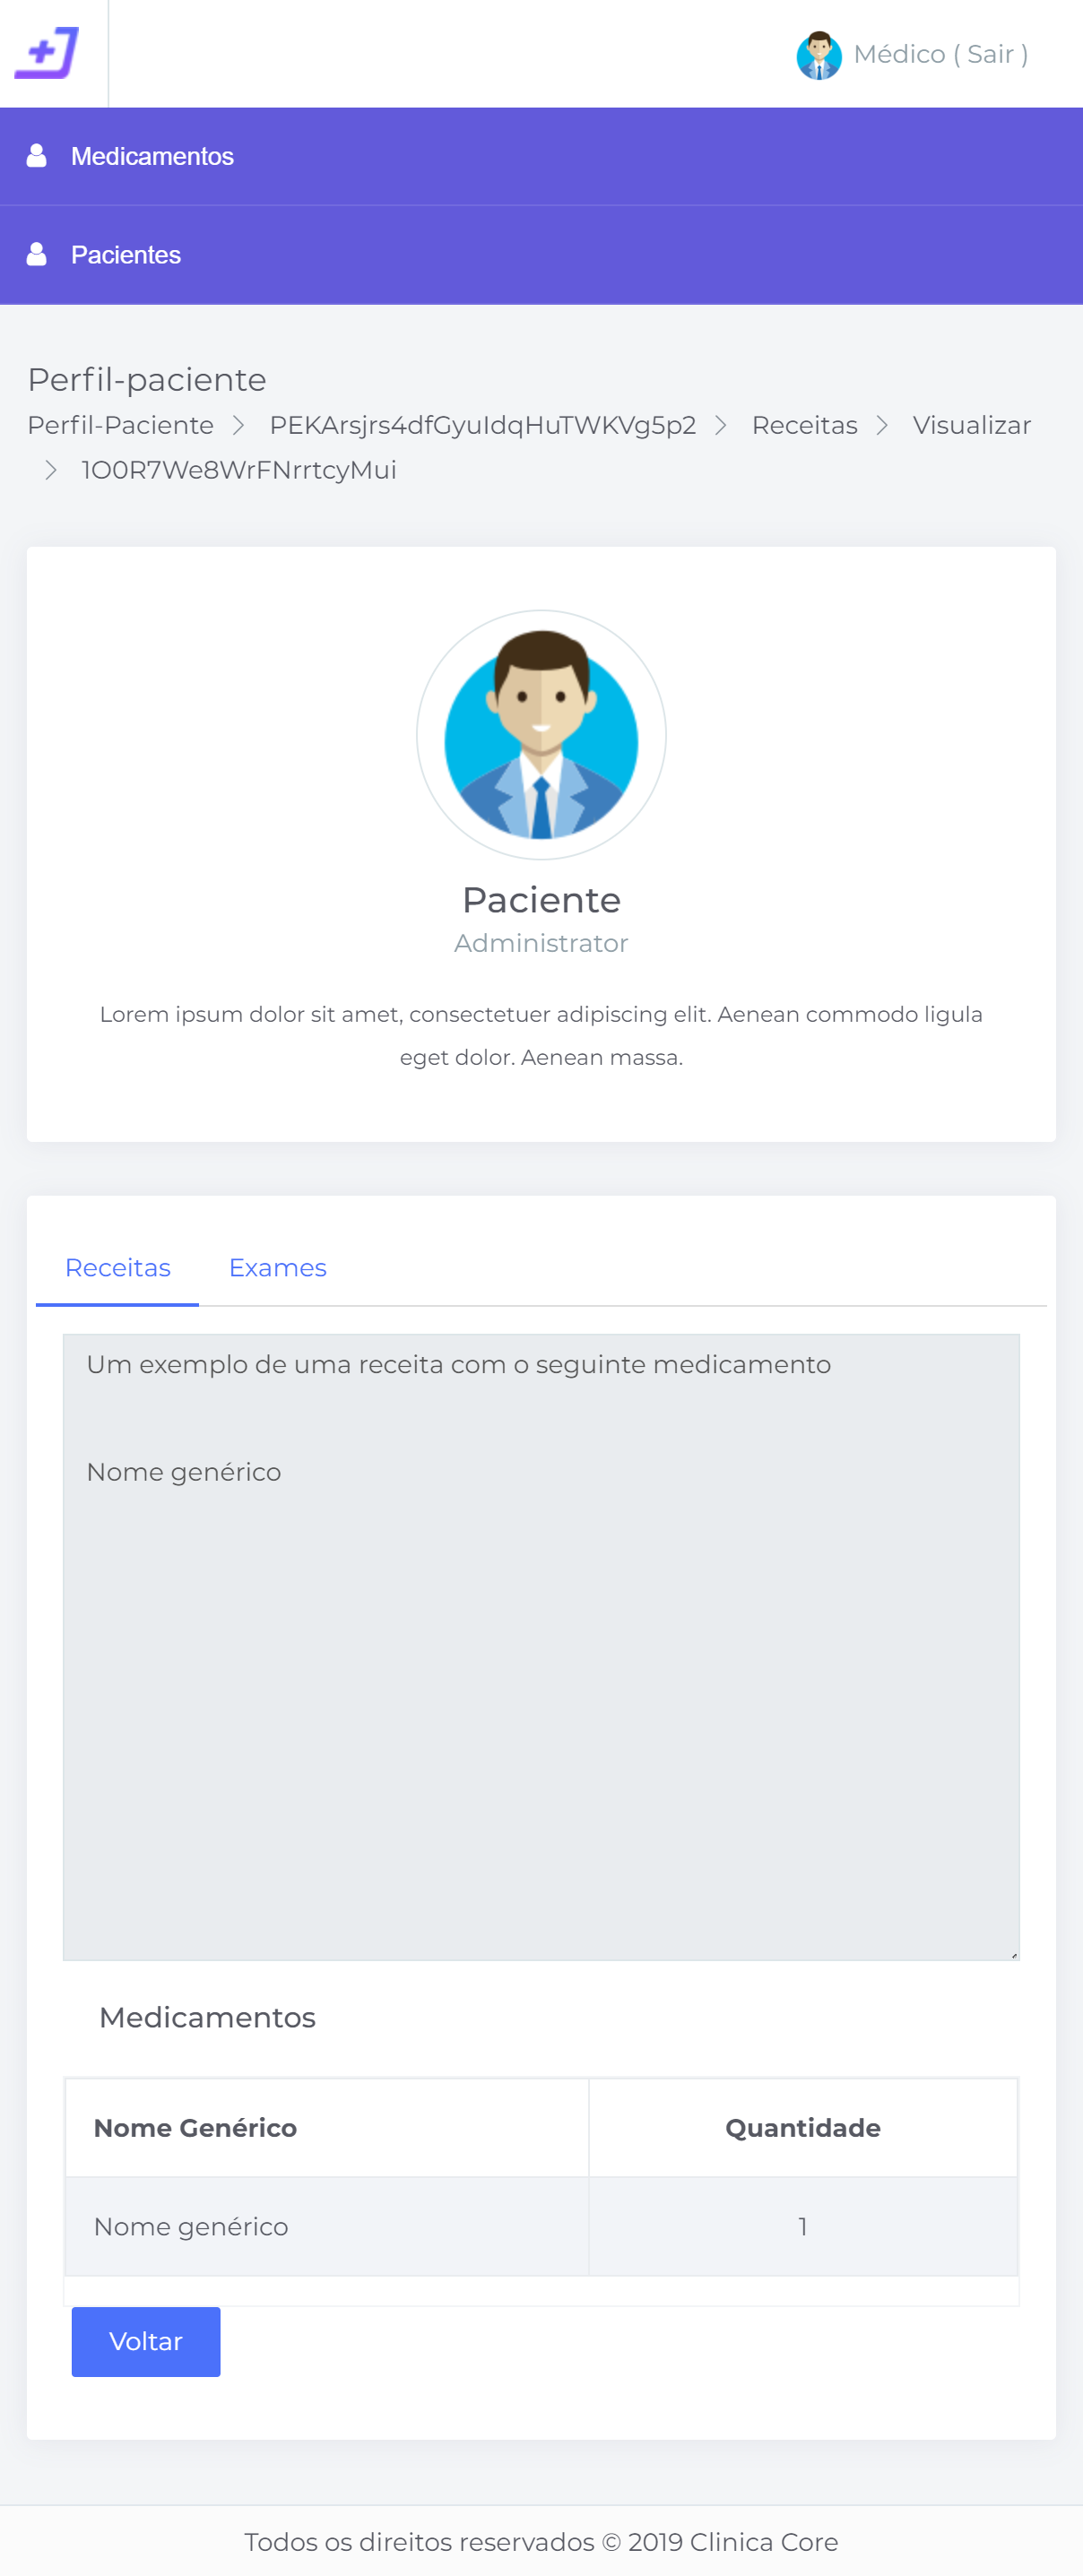 Médico ( Sair )
Medicamentos
Pacientes
Perfil-paciente
Perfil-Paciente > PEKArsjrs4dfGyuIdqHuTWKVg5p2 > Receitas > Visualizar
> 1O0R7We8WrFNrrtcyMui
Paciente
Administrator
Lorem ipsum dolor sit amet, consectetuer adipiscing elit. Aenean commodo ligula
eget dolor. Aenean massa.
Receitas Exames
Um exemplo de uma receita com o seguinte medicamento
Nome genérico
Medicamentos
Nome Genérico Quantidade
Nome genérico 1
Voltar
Todos os direitos reservados © 2019 Clinica Core